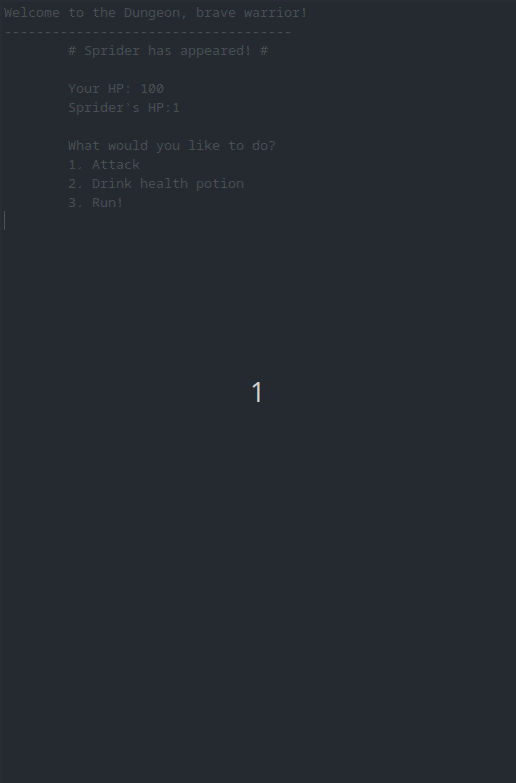 Welcome to the Dungeon, brave warrior!
------------------------------------
# Sprider has appeared! #
Your HP: 100
Sprider's HP:1
What would you like to do?
1. Attack
2. Drink health potion
3. Run!
1